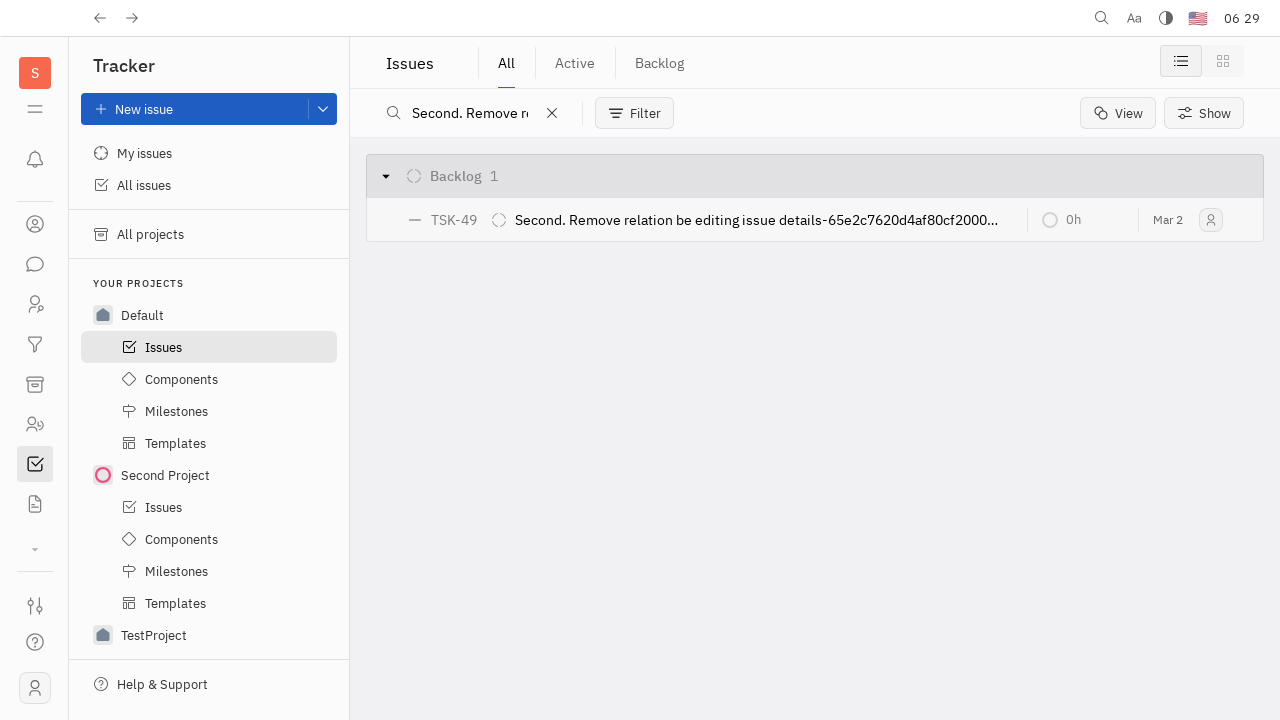 Aa
06 29
S
Tracker
New issue
My issues
All issues
All projects
YOUR PROJECTS
Default
Issues
Components
Milestones
Templates
Second Project
Issues
Components
Milestones
Templates
TestProject
Help & Support
Issues
All
Active
Backlog
Second. Remove re
Filter
View
Show
Backlog 1
TSK-49
Second. Remove relation be editing issue details-65e2c7620d4af80cf2000...
0h
Mar 2